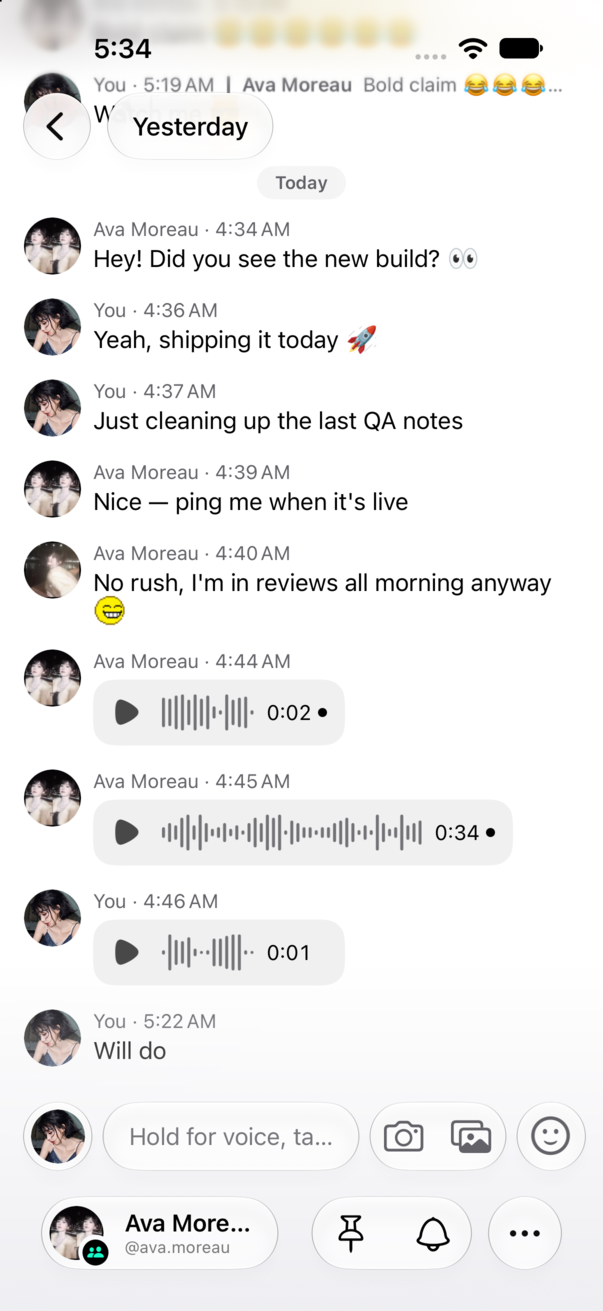 5:34
You · 5:19 AM | Ava Moreau Bold claim 😂😂😂...
Yesterday
Today
Ava Moreau · 4:34 AM
Hey! Did you see the new build? 👀
You · 4:36 AM
Yeah, shipping it today 🚀
You · 4:37 AM
Just cleaning up the last QA notes
Ava Moreau · 4:39 AM
Nice — ping me when it's live
Ava Moreau · 4:40 AM
No rush, I'm in reviews all morning anyway
😁
Ava Moreau · 4:44 AM
0:02
Ava Moreau · 4:45 AM
0:34
You · 4:46 AM
0:01
You · 5:22 AM
Will do
Hold for voice, ta...
Ava More...
@ava.moreau